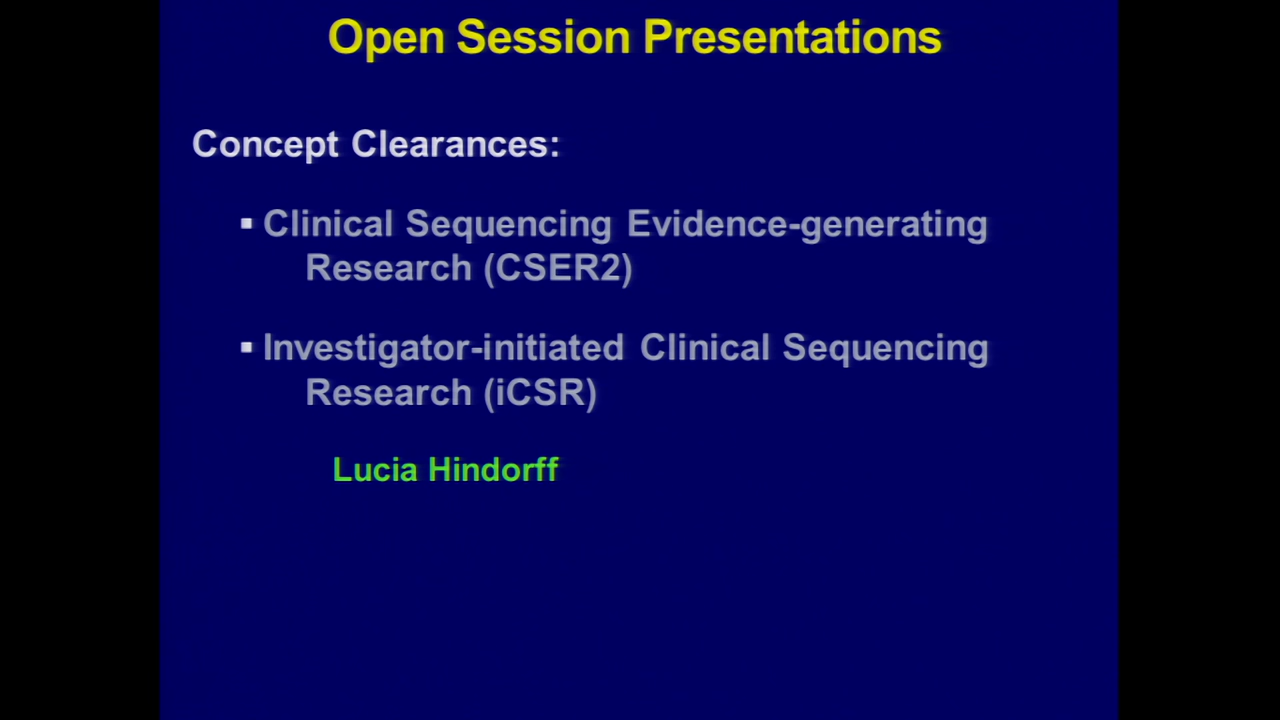 Open Session Presentations
Concept Clearances:
▪ Clinical Sequencing Evidence-generating
Research (CSER2)
▪ Investigator-initiated Clinical Sequencing
Research (iCSR)
Lucia Hindorff